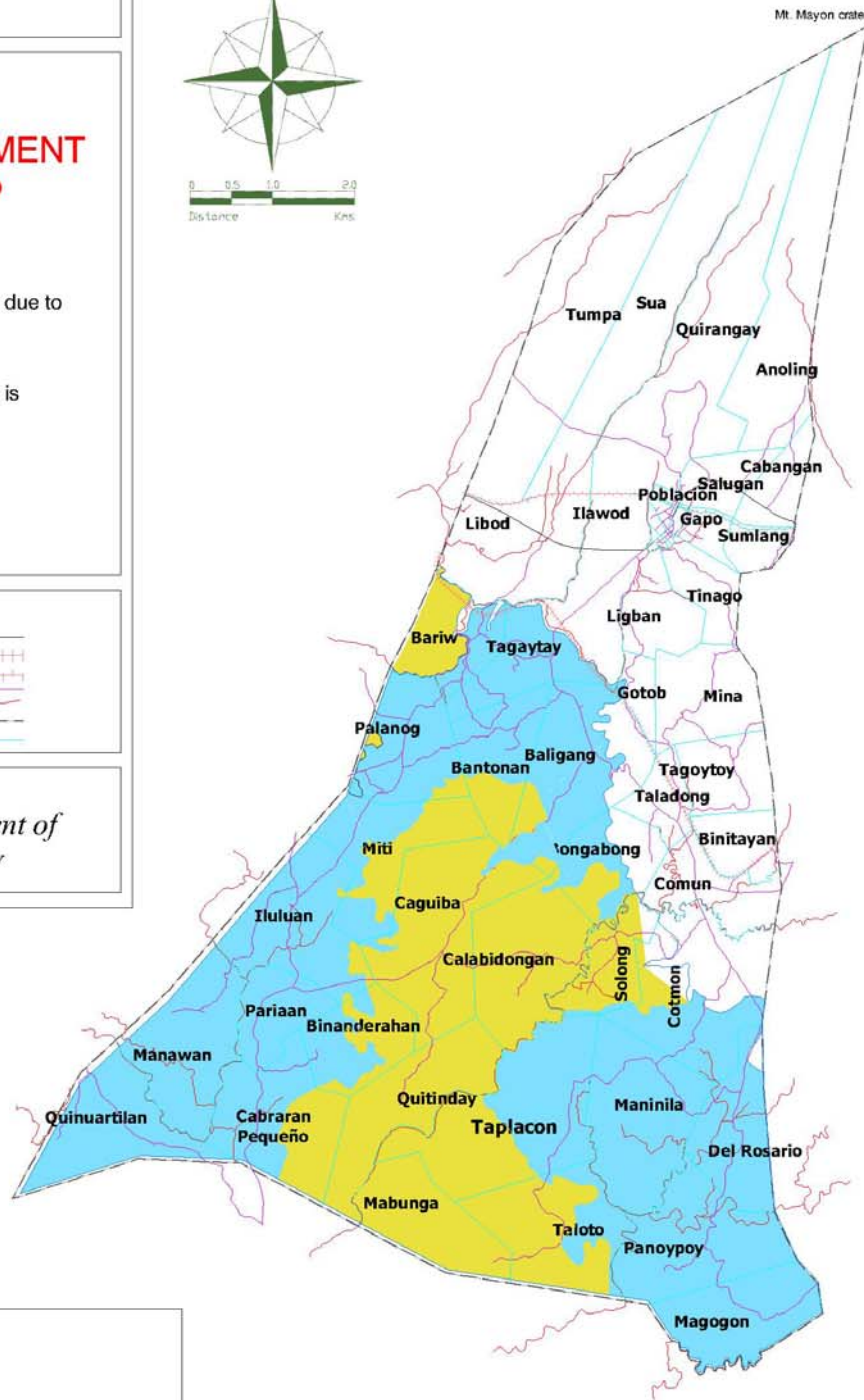 Mt. Mayon crate
MENT
due to
is
nt of
0 0.5 1.0 2.0
Distance Kms
Tumpa
Sua
Quirangay
Anoling
Cabangan
Salugan
Poblacion
Libod
Ilawod
Gapo
Sumlang
Tinago
Ligban
Bariw
Tagaytay
Gotob
Mina
Palanog
Baligang
Bantonan
Tagoytoy
Taladong
Binitayan
Miti
ongabong
Comun
Caguiba
Iluluan
Calabidongan
Solong
Cotmon
Pariaan
Binanderahan
Manawan
Quitinday
Maninila
Quinuartilan
Cabraran
Pequeño
Taplacon
Del Rosario
Mabunga
Taloto
Panoypoy
Magogon